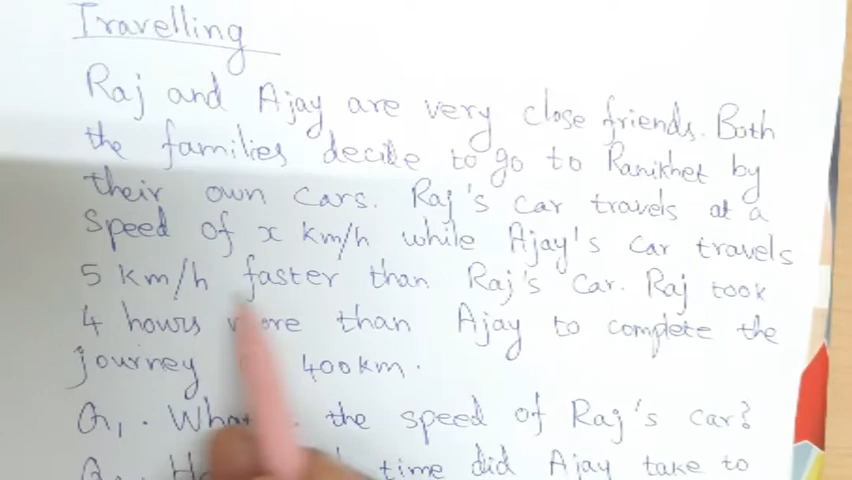 Travelling
Raj and Ajay are very close friends. Both
the families decide to go to Ranikhet by
their own cars. Raj's car travels at a
speed of x km/h while Ajay's car travels
5 km/h faster than Raj's car. Raj took
4 hours more than Ajay to complete the
journey 400km.
Q1. What the speed of Raj's car?
time did Ajay take to